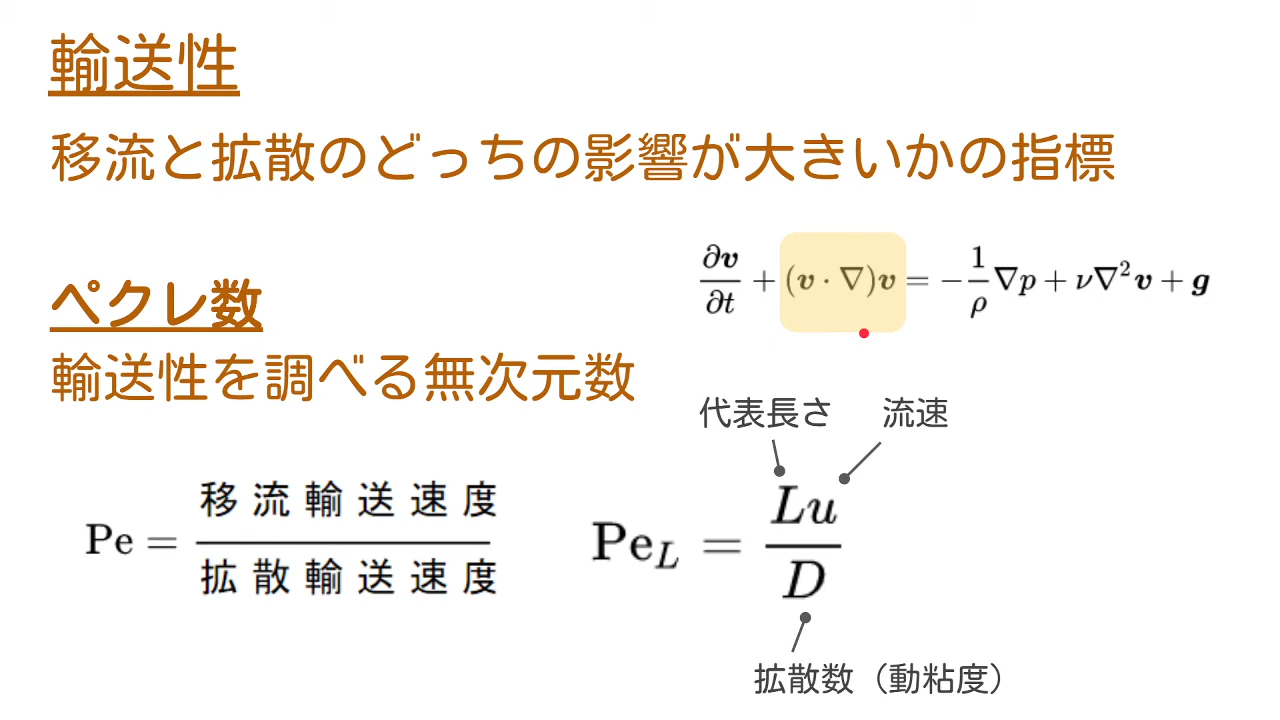 輸送性
移流と拡散のどっちの影響が大きいかの指標
∂v/∂t + (v · ∇)v = −1/ρ ∇p + ν∇²v + g
ペクレ数
輸送性を調べる無次元数
代表長さ 流速
Pe = 移流輸送速度/拡散輸送速度
Pe_L = Lu/D
拡散数（動粘度）